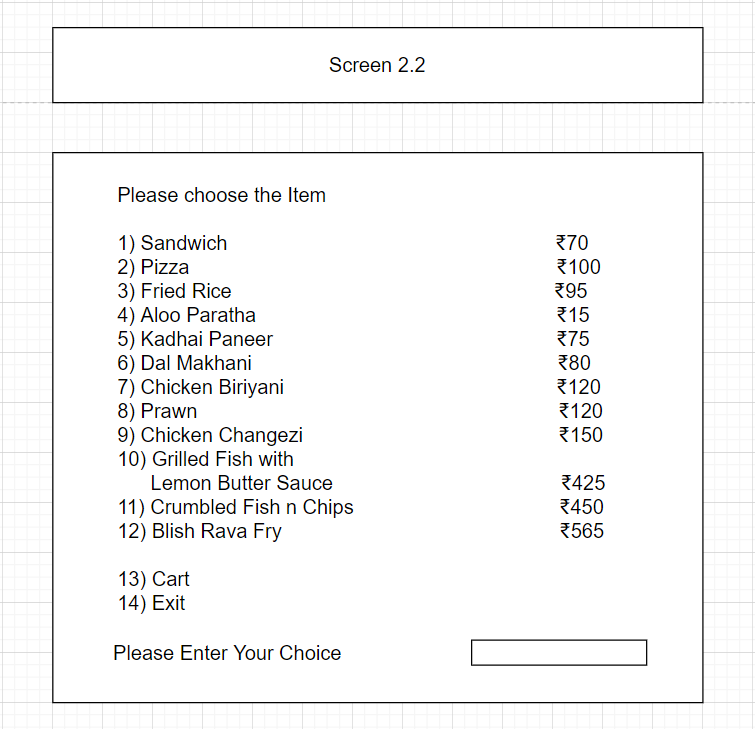 Screen 2.2
Please choose the Item
1) Sandwich ₹70
2) Pizza ₹100
3) Fried Rice ₹95
4) Aloo Paratha ₹15
5) Kadhai Paneer ₹75
6) Dal Makhani ₹80
7) Chicken Biriyani ₹120
8) Prawn ₹120
9) Chicken Changezi ₹150
10) Grilled Fish with
Lemon Butter Sauce ₹425
11) Crumbled Fish n Chips ₹450
12) Blish Rava Fry ₹565
13) Cart
14) Exit
Please Enter Your Choice